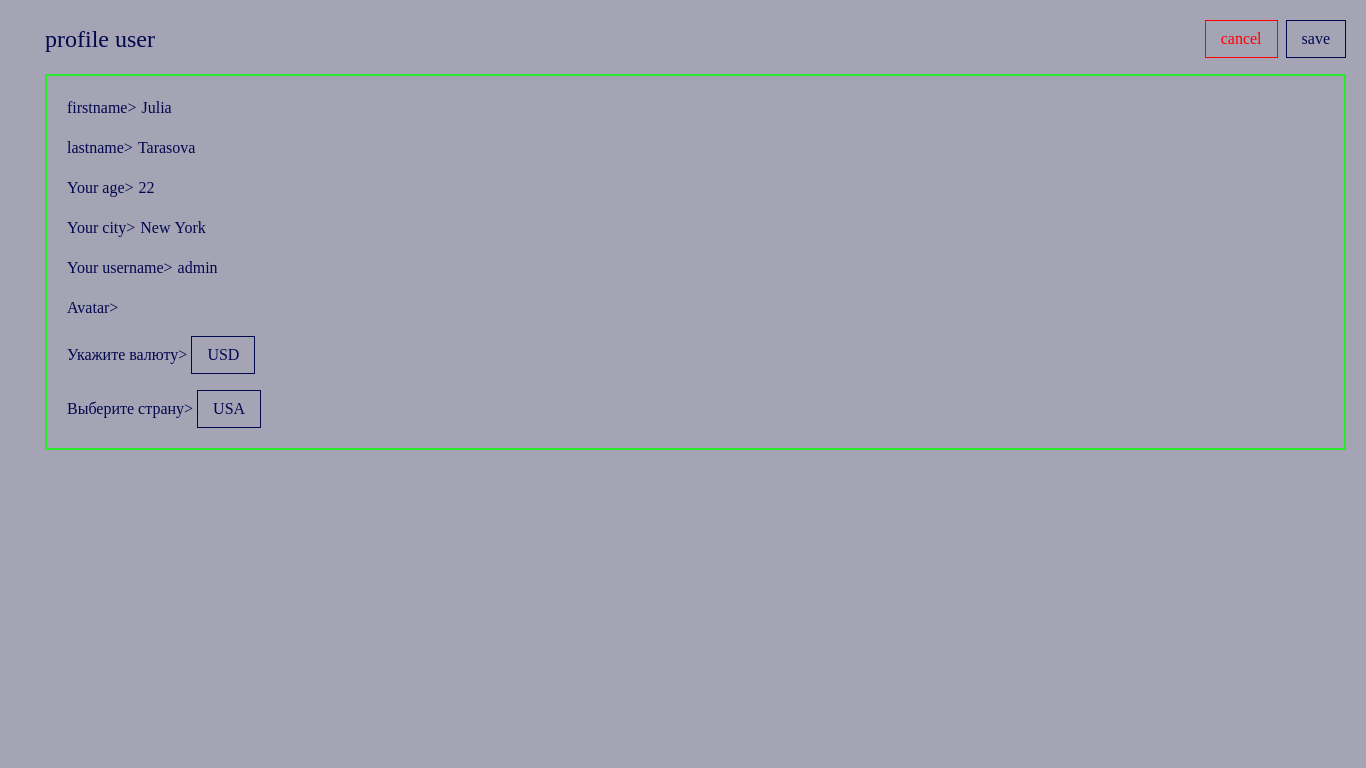 profile user
cancel
save
firstname> Julia
lastname> Tarasova
Your age> 22
Your city> New York
Your username> admin
Avatar>
Укажите валюту> USD
Выберите страну> USA